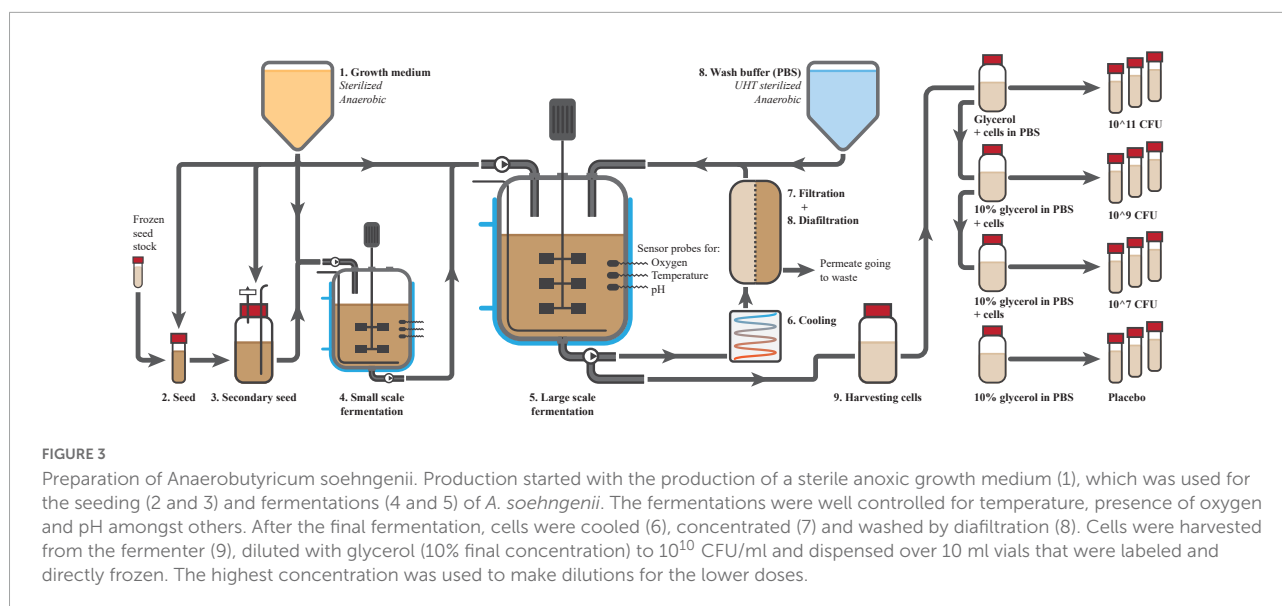 1. Growth medium
Sterilized
Anaerobic
8. Wash buffer (PBS)
UHT sterilized
Anaerobic
Glycerol
+ cells in PBS
10^11 CFU
7. Filtration
+
8. Diafiltration
10% glycerol in PBS
+ cells
10^9 CFU
Frozen
seed
stock
Sensor probes for:
Oxygen
Temperature
pH
Permeate going
to waste
10% glycerol in PBS
+ cells
10^7 CFU
6. Cooling
2. Seed
3. Secondary seed
4. Small scale
fermentation
5. Large scale
fermentation
9. Harvesting cells
10% glycerol in PBS
Placebo
FIGURE 3
Preparation of Anaerobutyricum soehngenii. Production started with the production of a sterile anoxic growth medium (1), which was used for
the seeding (2 and 3) and fermentations (4 and 5) of A. soehngenii. The fermentations were well controlled for temperature, presence of oxygen
and pH amongst others. After the final fermentation, cells were cooled (6), concentrated (7) and washed by diafiltration (8). Cells were harvested
from the fermenter (9), diluted with glycerol (10% final concentration) to 10¹⁰ CFU/ml and dispensed over 10 ml vials that were labeled and
directly frozen. The highest concentration was used to make dilutions for the lower doses.